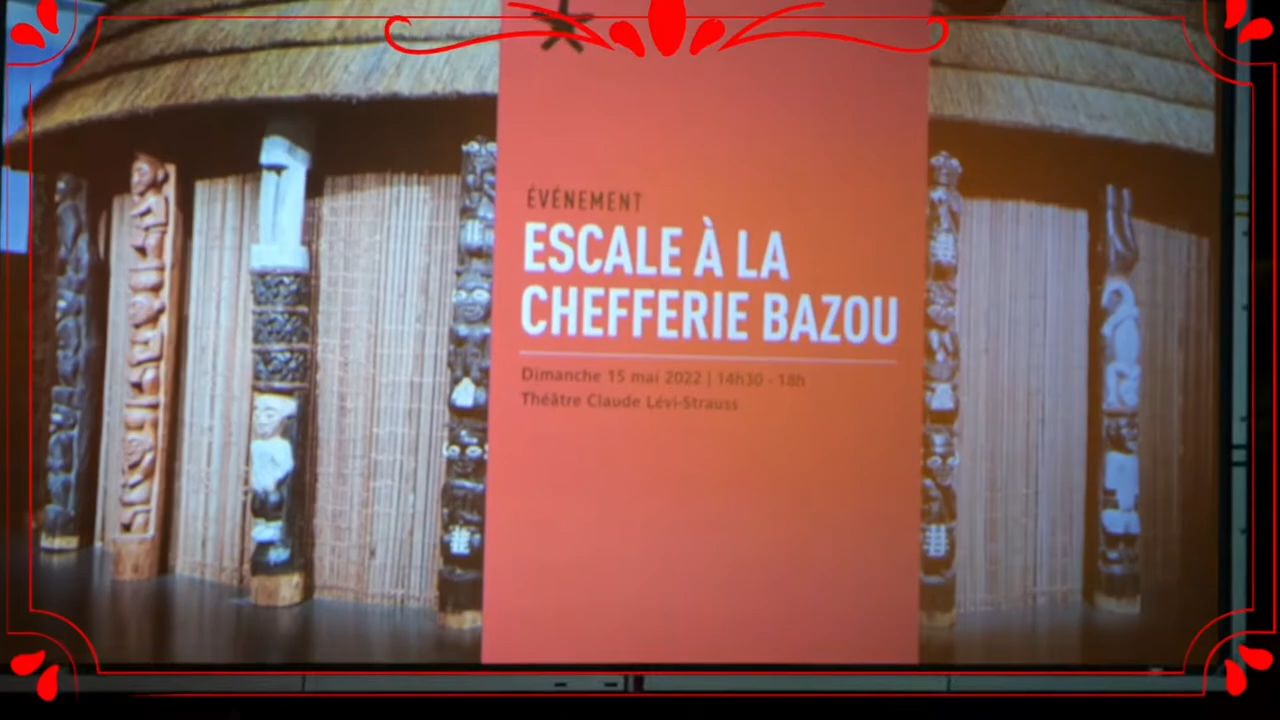 ÉVÉNEMENT
ESCALE À LA
CHEFFERIE BAZOU
Dimanche 15 mai 2022 | 14h30 - 18h
Théâtre Claude Lévi-Strauss